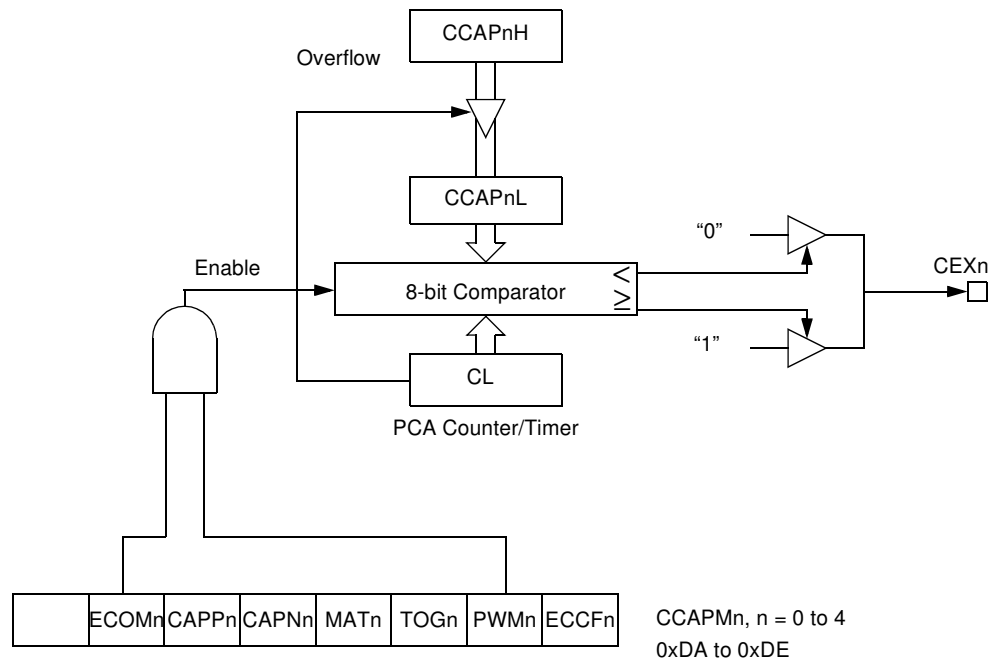 CCAPnH
Overflow
CCAPnL
“0”
Enable
<
8-bit Comparator
≥
CEXn
“1”
CL
PCA Counter/Timer
ECOMn CAPPn CAPNn MATn TOGn PWMn ECCFn
CCAPMn, n = 0 to 4
0xDA to 0xDE